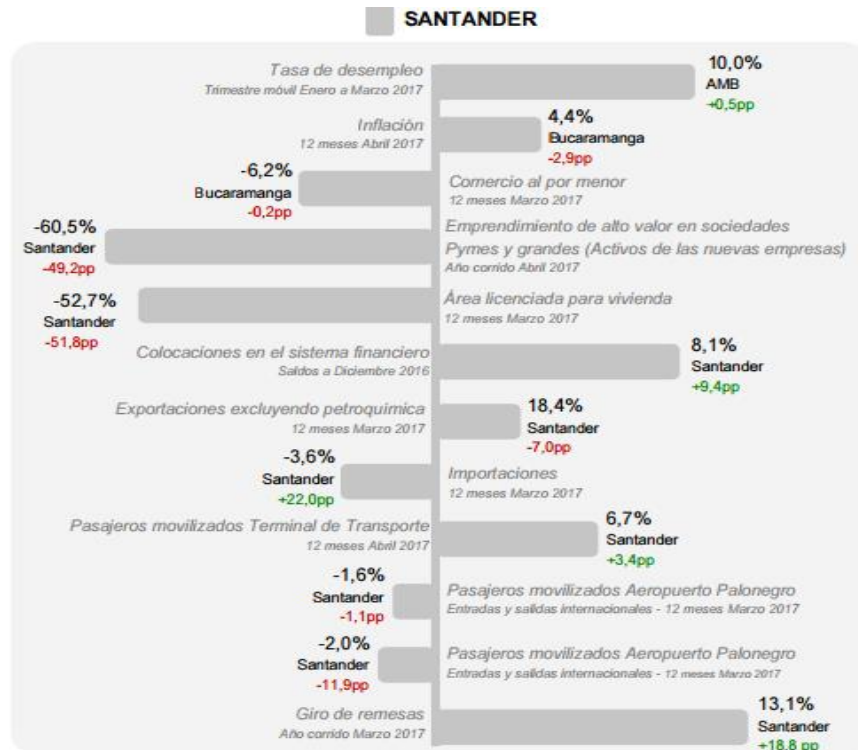 SANTANDER
Tasa de desempleo
Trimestre móvil Enero a Marzo 2017
10,0%
AMB
+0,5pp
Inflación
12 meses Abril 2017
4,4%
Bucaramanga
-2,9pp
-6,2%
Bucaramanga
-0,2pp
Comercio al por menor
12 meses Marzo 2017
-60,5%
Santander
-49,2pp
Emprendimiento de alto valor en sociedades
Pymes y grandes (Activos de las nuevas empresas)
Año corrido Abril 2017
-52,7%
Santander
-51,8pp
Área licenciada para vivienda
12 meses Marzo 2017
Colocaciones en el sistema financiero
Saldos a Diciembre 2016
8,1%
Santander
+9,4pp
Exportaciones excluyendo petroquímica
12 meses Marzo 2017
18,4%
Santander
-7,0pp
-3,6%
Santander
+22,0pp
Importaciones
12 meses Marzo 2017
Pasajeros movilizados Terminal de Transporte
12 meses Abril 2017
6,7%
Santander
+3,4pp
-1,6%
Santander
-1,1pp
Pasajeros movilizados Aeropuerto Palonegro
Entradas y salidas internacionales - 12 meses Marzo 2017
-2,0%
Santander
-11,9pp
Pasajeros movilizados Aeropuerto Palonegro
Entradas y salidas internacionales - 12 meses Marzo 2017
Giro de remesas
Año corrido Marzo 2017
13,1%
Santander
+18,8 pp